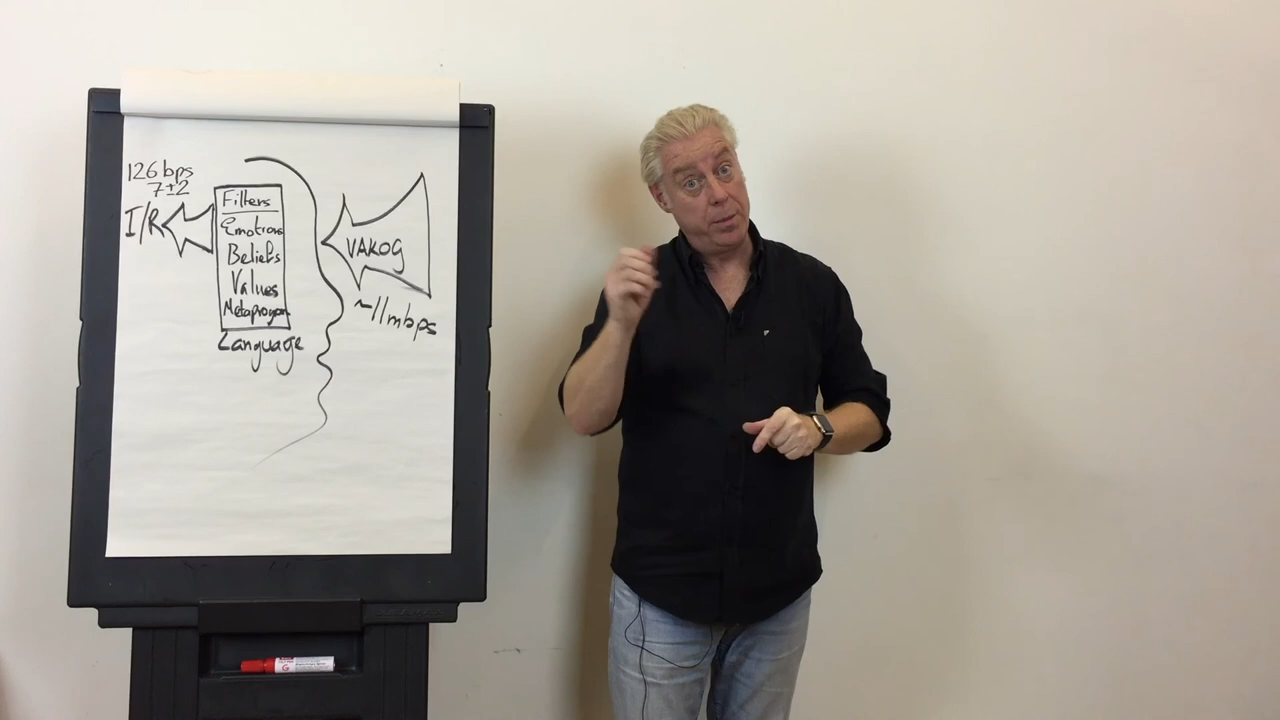 126 bps
7±2
I/R
Filters
Emotions
Beliefs
Values
Metaprogram
Language
VAKOG
~11mbps